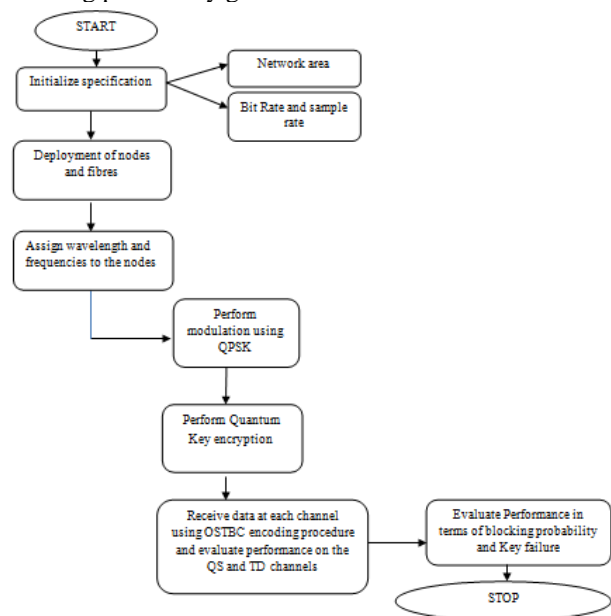 START
Initialize specification
Network area
Bit Rate and sample
rate
Deployment of nodes
and fibres
Assign wavelength and
frequencies to the nodes
Perform
modulation using
QPSK
Perform Quantum
Key encryption
Receive data at each channel
using OSTBC encoding procedure
and evaluate performance on the
QS and TD channels
Evaluate Performance in
terms of blocking probability
and Key failure
STOP